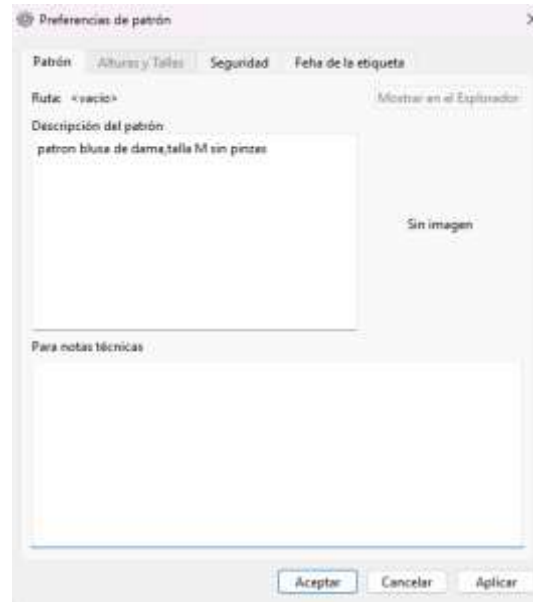 Preferencias de patrón
Patrón Alturas y Tallas Seguridad Feha de la etiqueta
Ruta: <vacío> Mostrar en el Explorador
Descripción del patrón
patron blusa de dama,talla M sin pinzas
Sin imagen
Para notas técnicas
Aceptar Cancelar Aplicar